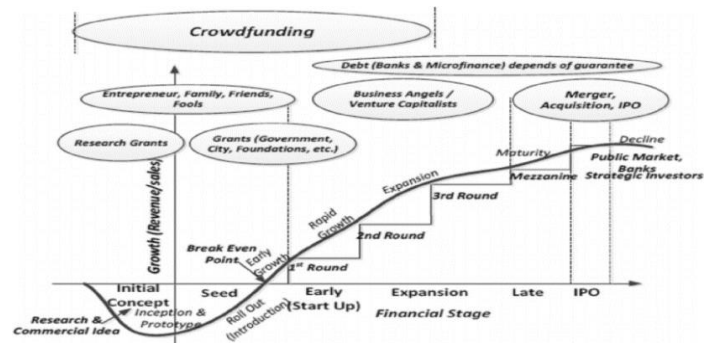 Crowdfunding
Debt (Banks & Microfinance) depends of guarantee
Entrepreneur, Family, Friends,
Fools
Business Angels /
Venture Capitalists
Merger,
Acquisition, IPO
Research Grants
Grants (Government,
City, Foundations, etc.)
Growth (Revenue/sales,
Decline
Maturity
Public Market,
Banks
Strategic Investors
Mezzanine
Expansion
3rd Round
Rapid
Growth
2nd Round
Break Even
Point
Early
Growth
1st Round
Initial
Concept
Seed
Early
(Start Up)
Expansion
Late
IPO
Financial Stage
Research &
Commercial Idea
Inception &
Prototype
Roll Out
(Introduction)